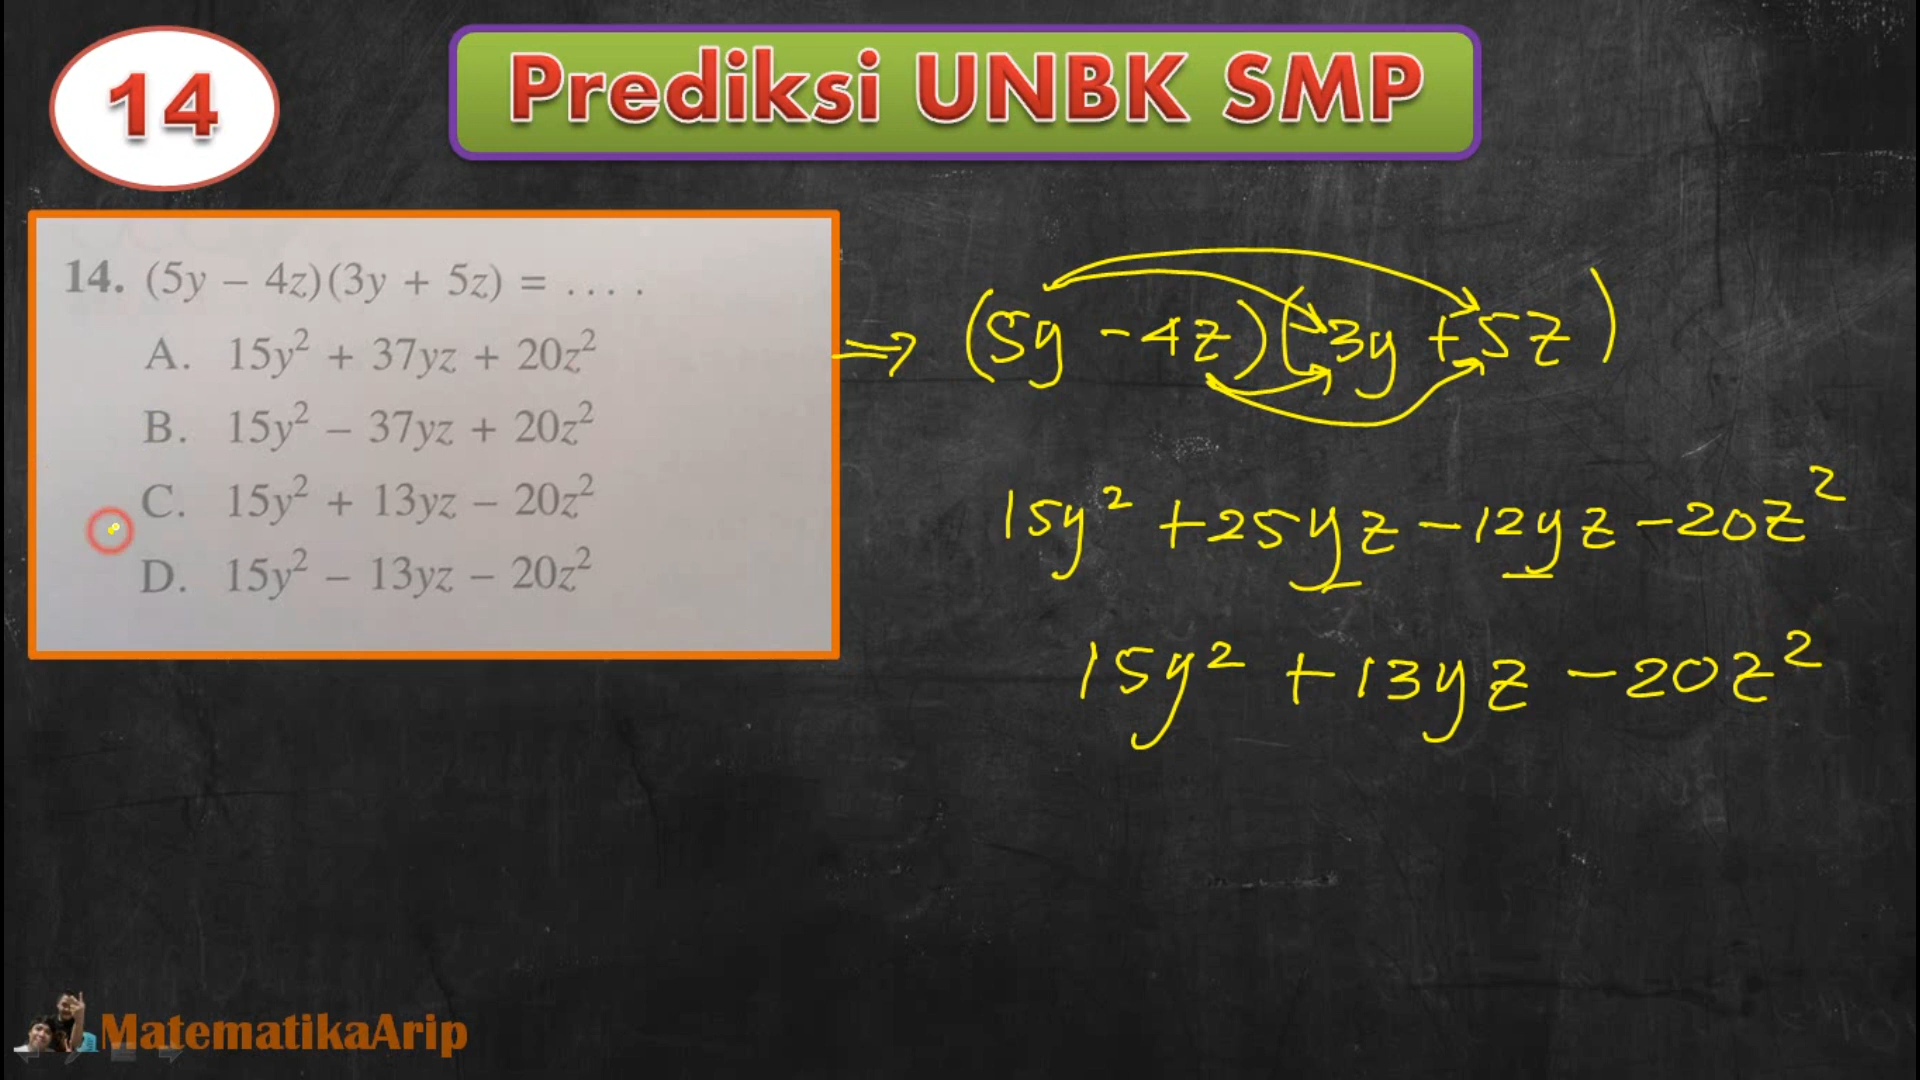 14
Prediksi UNBK SMP
14. (5y – 4z)(3y + 5z) = . . . .
A. 15y² + 37yz + 20z²
B. 15y² – 37yz + 20z²
C. 15y² + 13yz – 20z²
D. 15y² – 13yz – 20z²
⇒ (5y - 4z)(3y + 5z)
15y² + 25yz - 12yz - 20z²
15y² + 13yz - 20z²
MatematikaArip